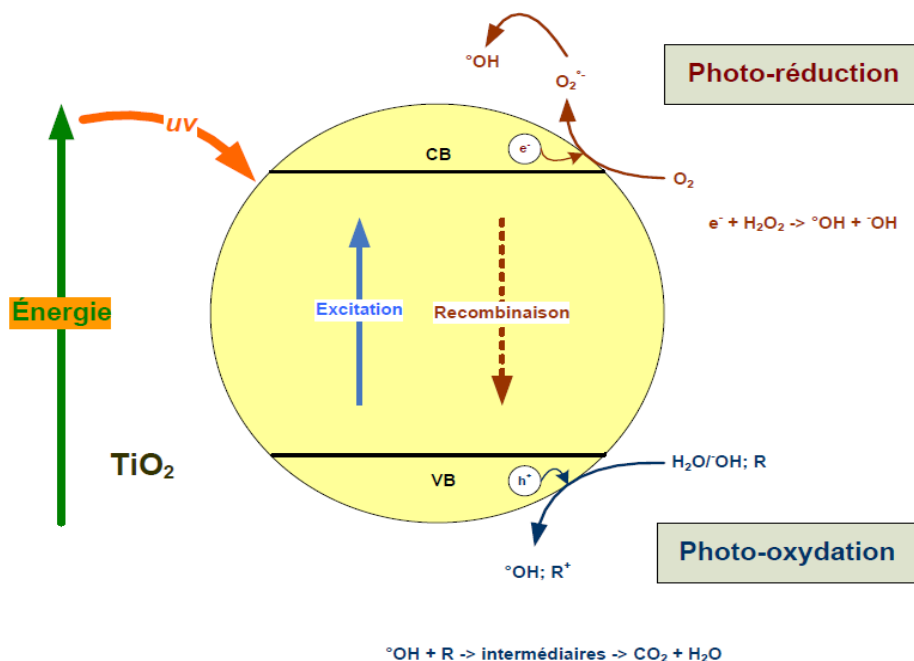 °OH
O₂°⁻
Photo-réduction
uv
CB
e⁻
O₂
e⁻ + H₂O₂ -> °OH + ⁻OH
Énergie
Excitation
Recombinaison
TiO₂
VB
h⁺
H₂O/⁻OH; R
Photo-oxydation
°OH; R⁺
°OH + R -> intermédiaires -> CO₂ + H₂O